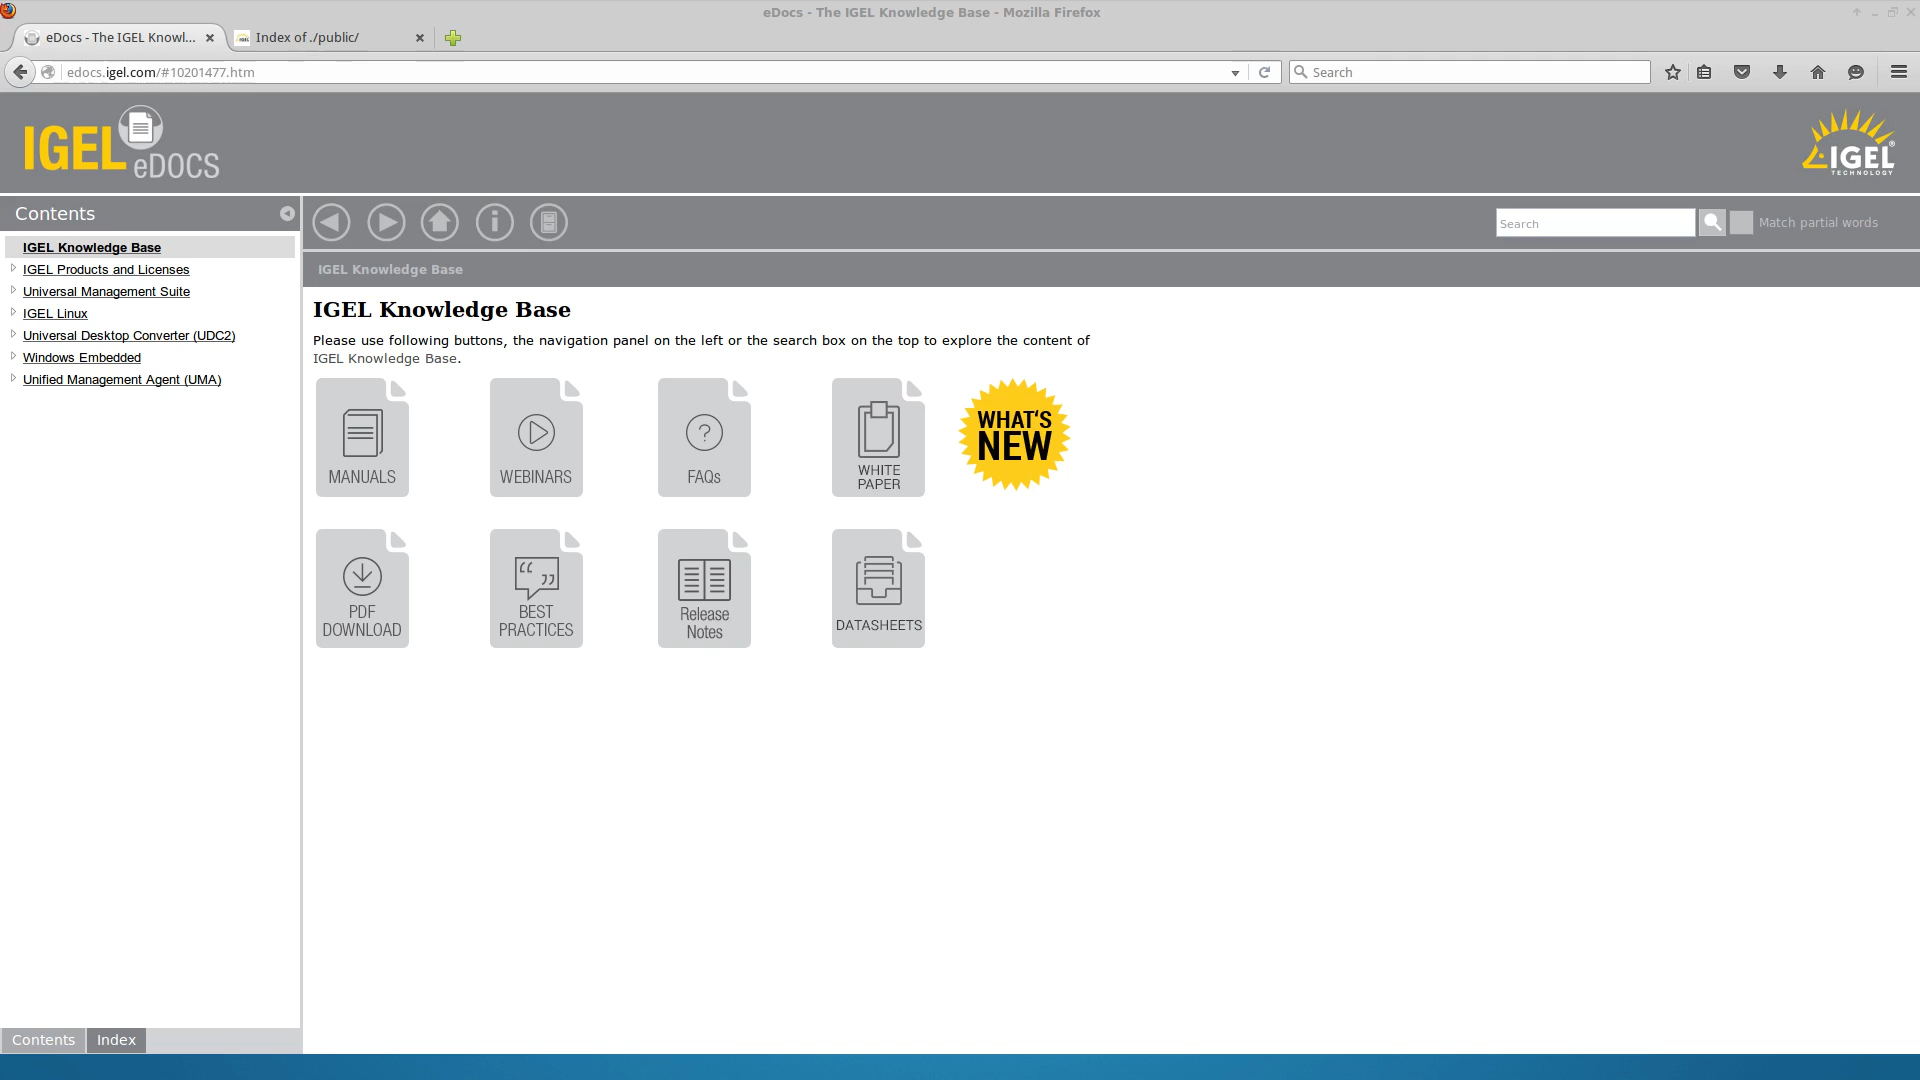 eDocs - The IGEL Knowledge Base - Mozilla Firefox
eDocs - The IGEL Knowl...
Index of ./public/
edocs.igel.com/#10201477.htm
Search
IGEL eDOCS
IGEL®
TECHNOLOGY
Contents
Search
Match partial words
IGEL Knowledge Base
IGEL Products and Licenses
Universal Management Suite
IGEL Linux
Universal Desktop Converter (UDC2)
Windows Embedded
Unified Management Agent (UMA)
IGEL Knowledge Base
IGEL Knowledge Base
Please use following buttons, the navigation panel on the left or the search box on the top to explore the content of
IGEL Knowledge Base.
MANUALS
WEBINARS
FAQs
WHITE
PAPER
WHAT'S
NEW
PDF
DOWNLOAD
BEST
PRACTICES
Release
Notes
DATASHEETS
Contents
Index